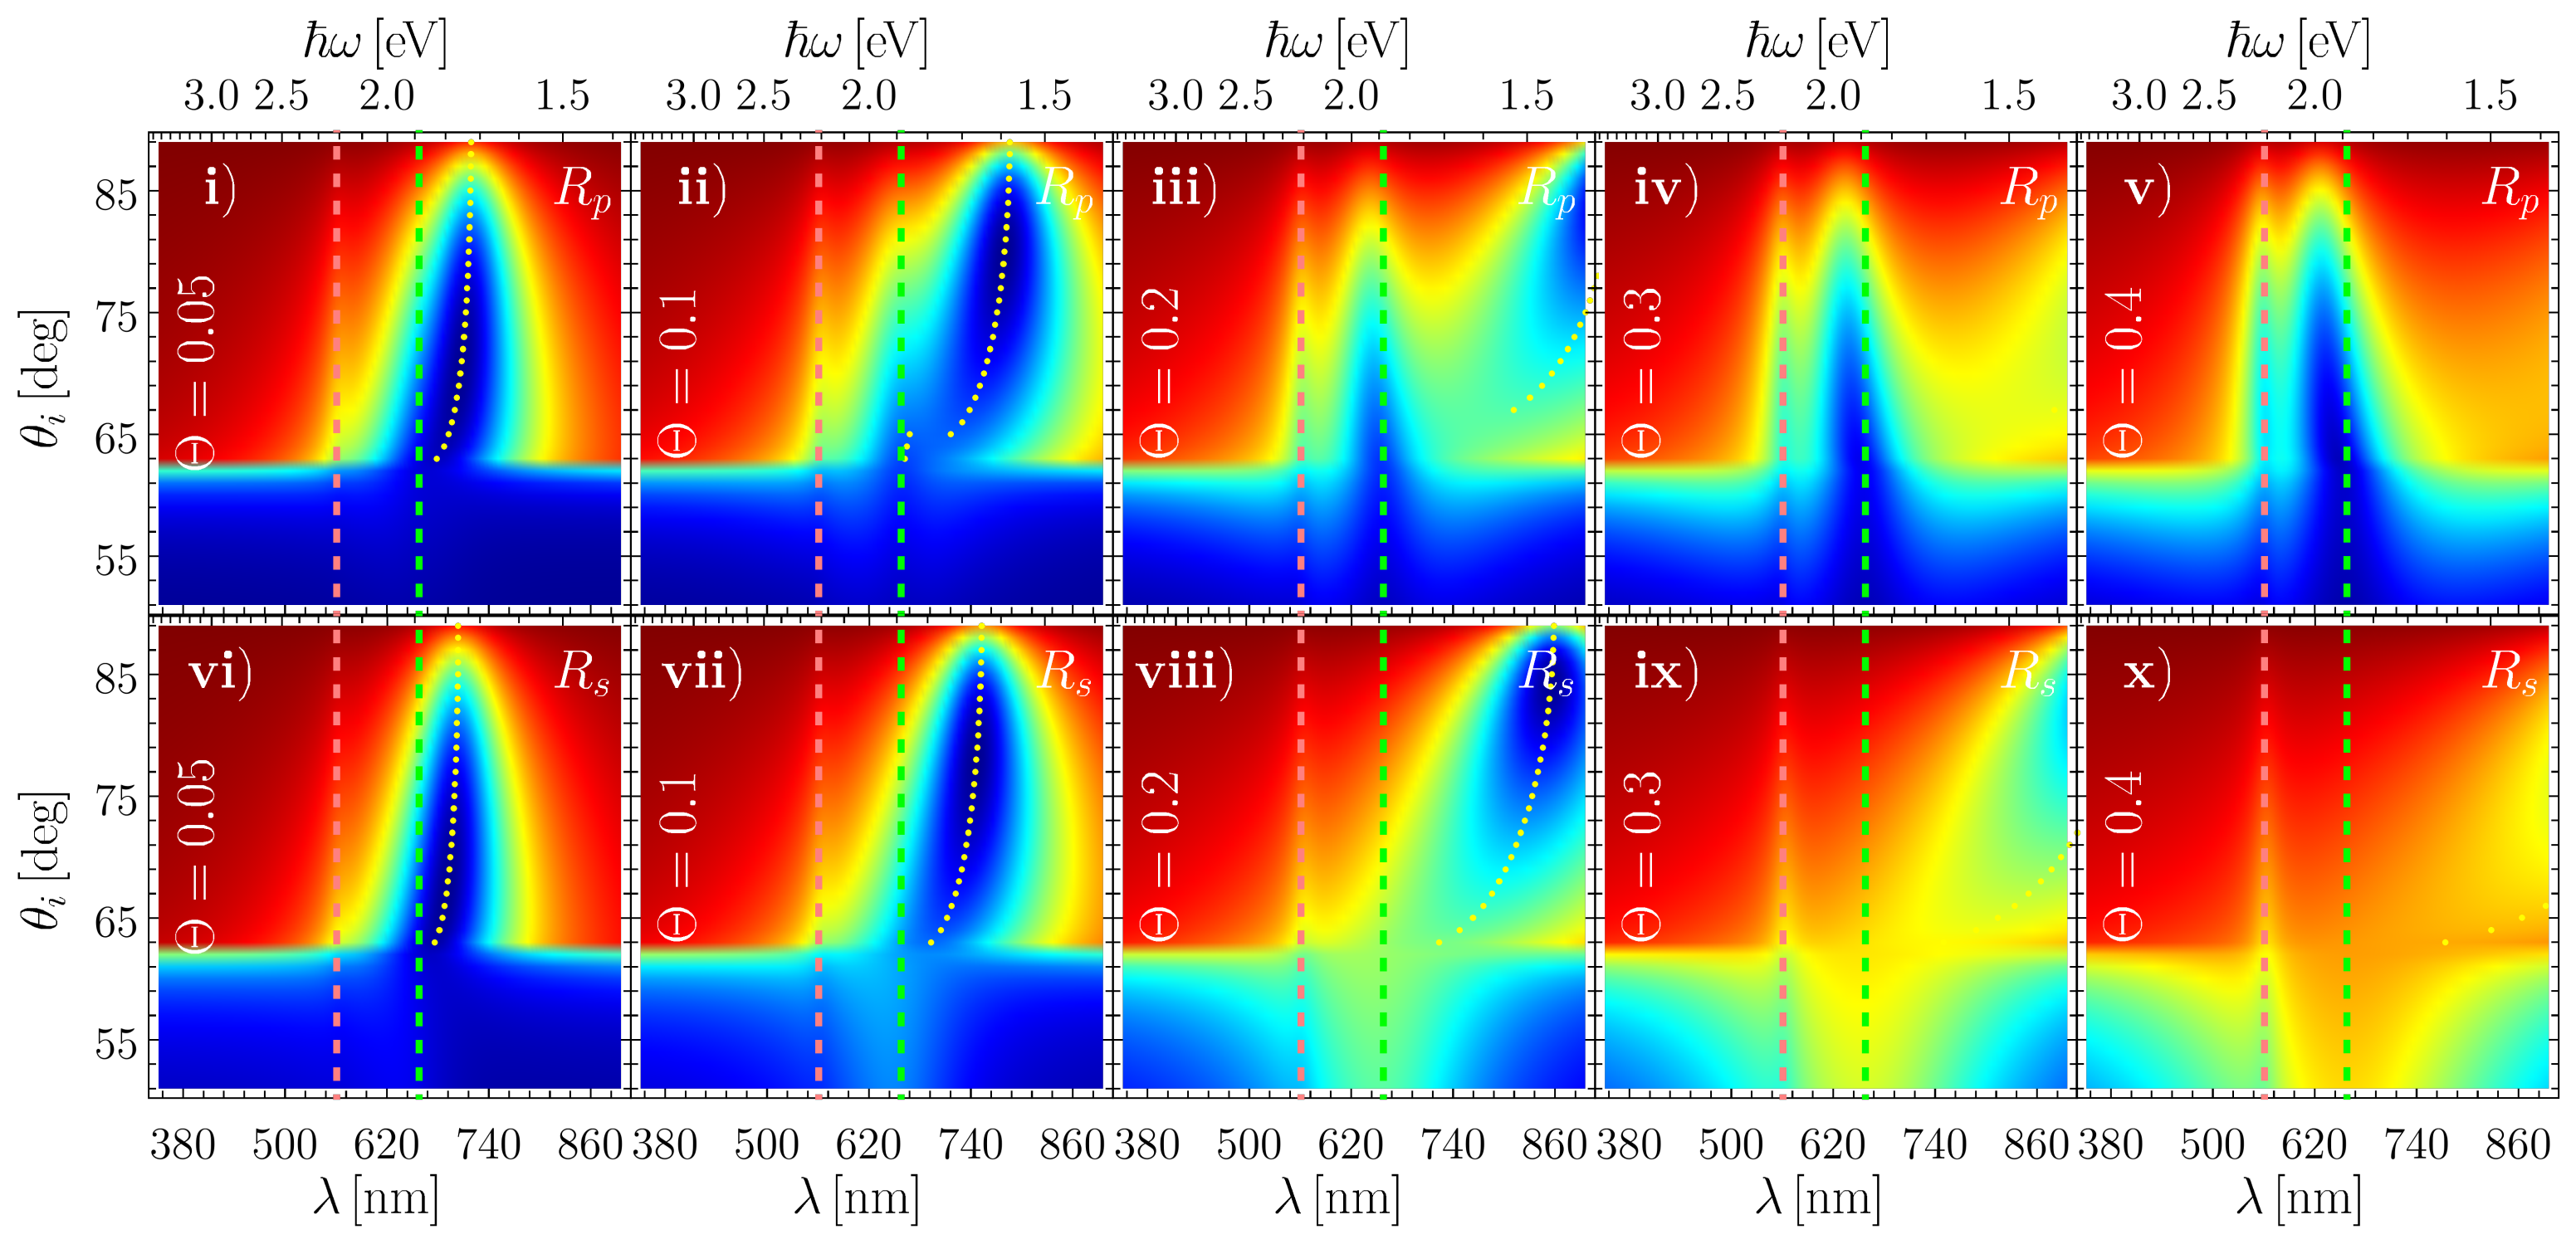 ħω [eV] ħω [eV] ħω [eV] ħω [eV] ħω [eV]
3.0 2.5 2.0 1.5 3.0 2.5 2.0 1.5 3.0 2.5 2.0 1.5 3.0 2.5 2.0 1.5 3.0 2.5 2.0 1.5
i) R_p ii) R_p iii) R_p iv) R_p v) R_p
Θ = 0.05 Θ = 0.1 Θ = 0.2 Θ = 0.3 Θ = 0.4
θ_i [deg]
85
75
65
55
vi) R_s vii) R_s viii) R_s ix) R_s x) R_s
Θ = 0.05 Θ = 0.1 Θ = 0.2 Θ = 0.3 Θ = 0.4
θ_i [deg]
85
75
65
55
380 500 620 740 860 380 500 620 740 860 380 500 620 740 860 380 500 620 740 860 380 500 620 740 860
λ [nm] λ [nm] λ [nm] λ [nm] λ [nm]